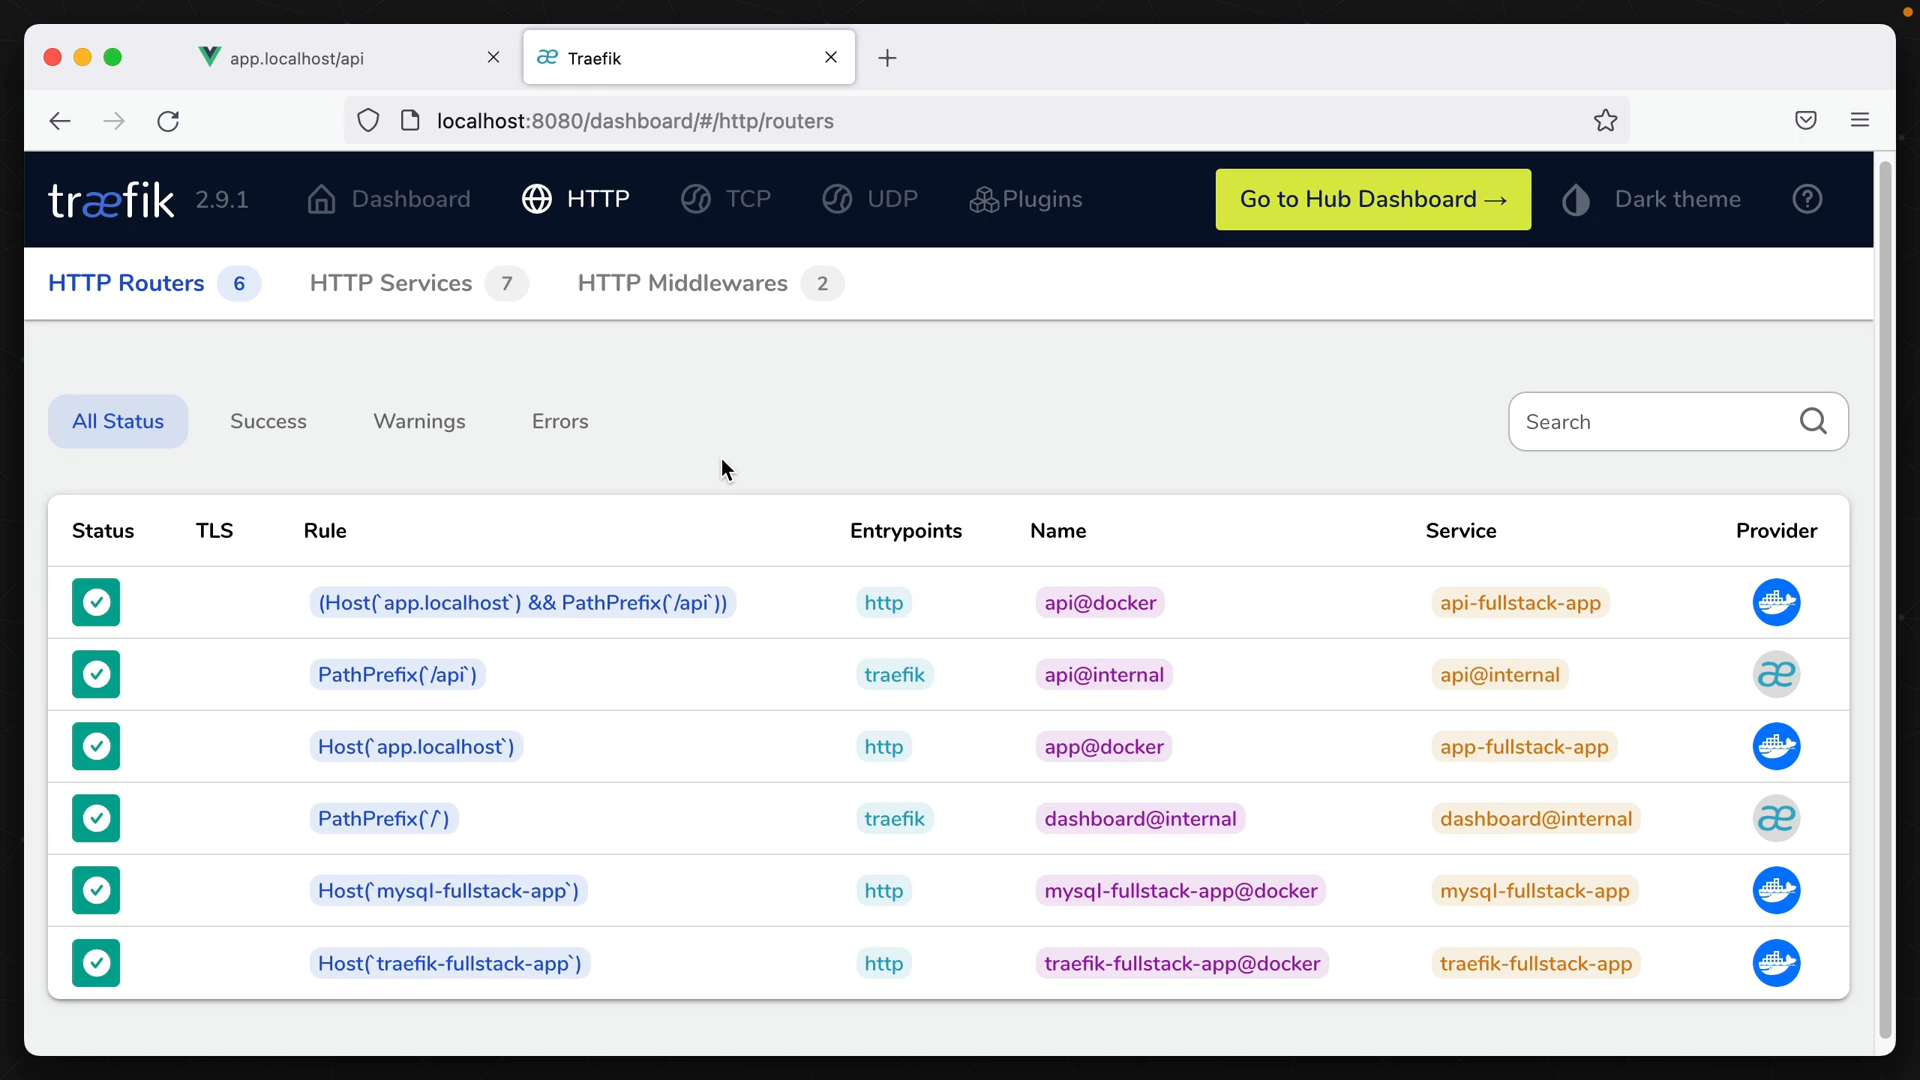 app.localhost/api
Traefik
localhost:8080/dashboard/#/http/routers
træfik 2.9.1 Dashboard HTTP TCP UDP Plugins Go to Hub Dashboard → Dark theme
HTTP Routers 6 HTTP Services 7 HTTP Middlewares 2
All Status Success Warnings Errors Search
Status TLS Rule Entrypoints Name Service Provider
(Host(`app.localhost`) && PathPrefix(`/api`)) http api@docker api-fullstack-app
PathPrefix(`/api`) traefik api@internal api@internal æ
Host(`app.localhost`) http app@docker app-fullstack-app
PathPrefix(`/`) traefik dashboard@internal dashboard@internal æ
Host(`mysql-fullstack-app`) http mysql-fullstack-app@docker mysql-fullstack-app
Host(`traefik-fullstack-app`) http traefik-fullstack-app@docker traefik-fullstack-app